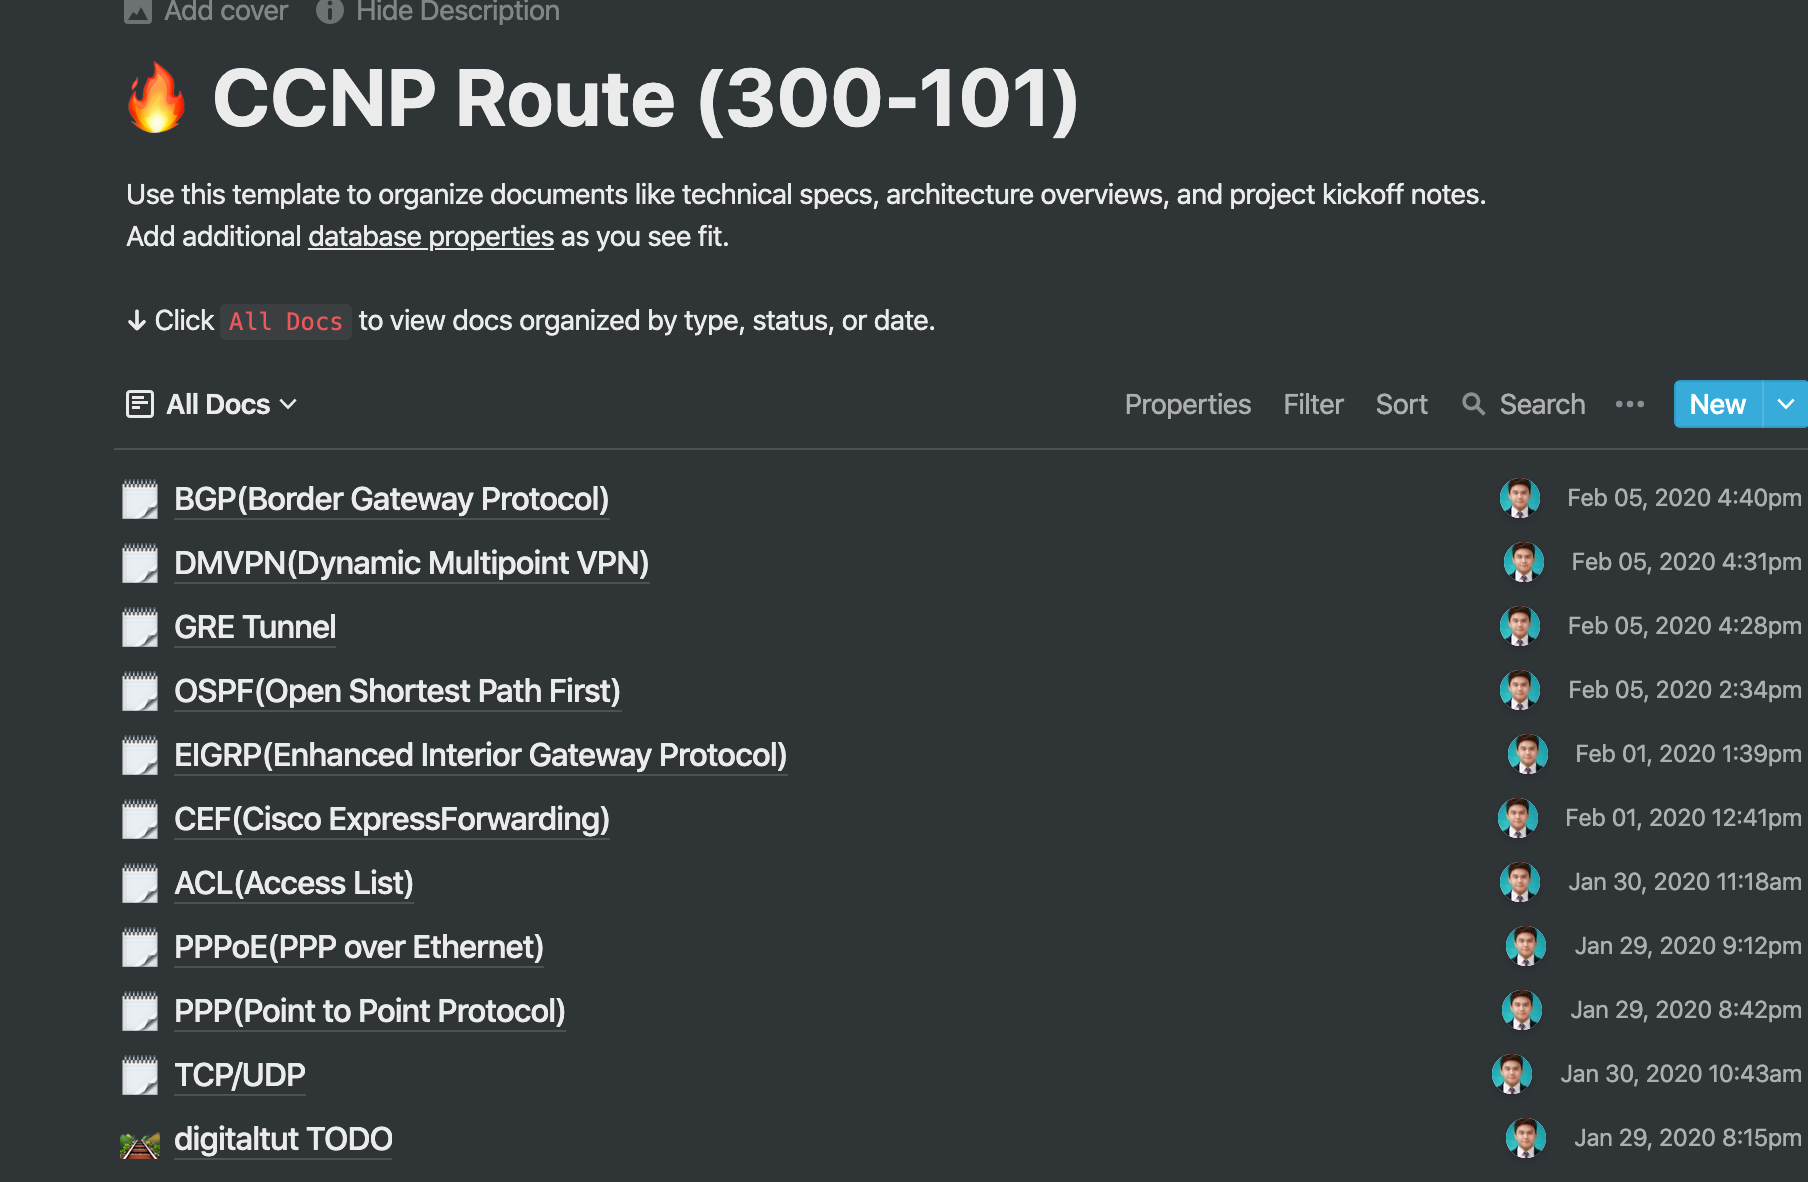 Add cover Hide Description
CCNP Route (300-101)
Use this template to organize documents like technical specs, architecture overviews, and project kickoff notes.
Add additional database properties as you see fit.
↓ Click All Docs to view docs organized by type, status, or date.
All Docs Properties Filter Sort Search ••• New
BGP(Border Gateway Protocol) Feb 05, 2020 4:40pm
DMVPN(Dynamic Multipoint VPN) Feb 05, 2020 4:31pm
GRE Tunnel Feb 05, 2020 4:28pm
OSPF(Open Shortest Path First) Feb 05, 2020 2:34pm
EIGRP(Enhanced Interior Gateway Protocol) Feb 01, 2020 1:39pm
CEF(Cisco ExpressForwarding) Feb 01, 2020 12:41pm
ACL(Access List) Jan 30, 2020 11:18am
PPPoE(PPP over Ethernet) Jan 29, 2020 9:12pm
PPP(Point to Point Protocol) Jan 29, 2020 8:42pm
TCP/UDP Jan 30, 2020 10:43am
digitaltut TODO Jan 29, 2020 8:15pm